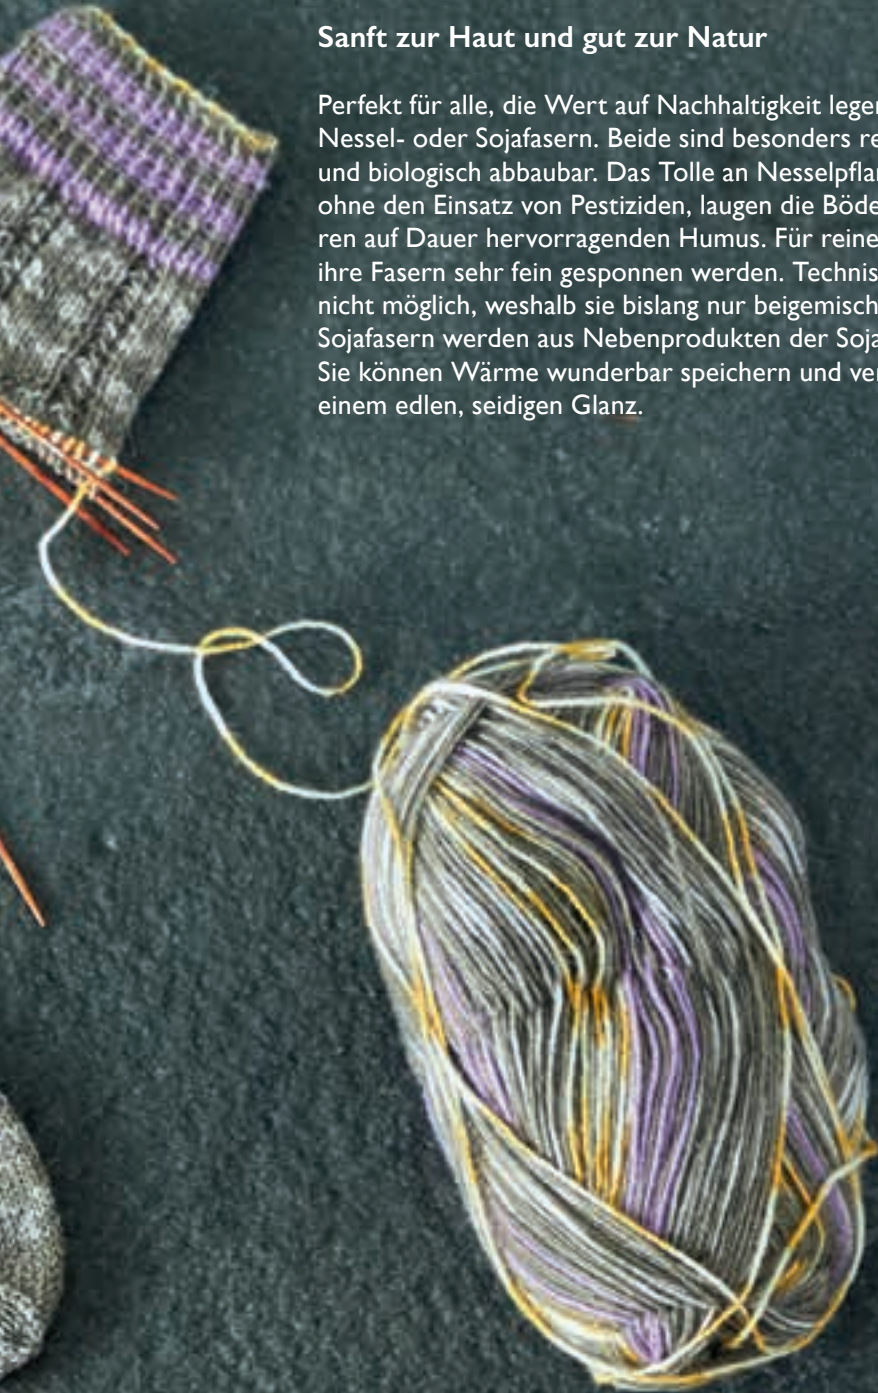 Sanft zur Haut und gut zur Natur
Perfekt für alle, die Wert auf Nachhaltigkeit
Nessel- oder Sojafasern. Beide sind besonders
und biologisch abbaubar. Das Tolle an
ohne den Einsatz von Pestiziden, laugen die
ren auf Dauer hervorragenden Humus. Für reine
ihre Fasern sehr fein gesponnen werden.
nicht möglich, weshalb sie bislang nur
Sojafasern werden aus Nebenprodukten der
Sie können Wärme wunderbar speichern und
einem edlen, seidigen Glanz.